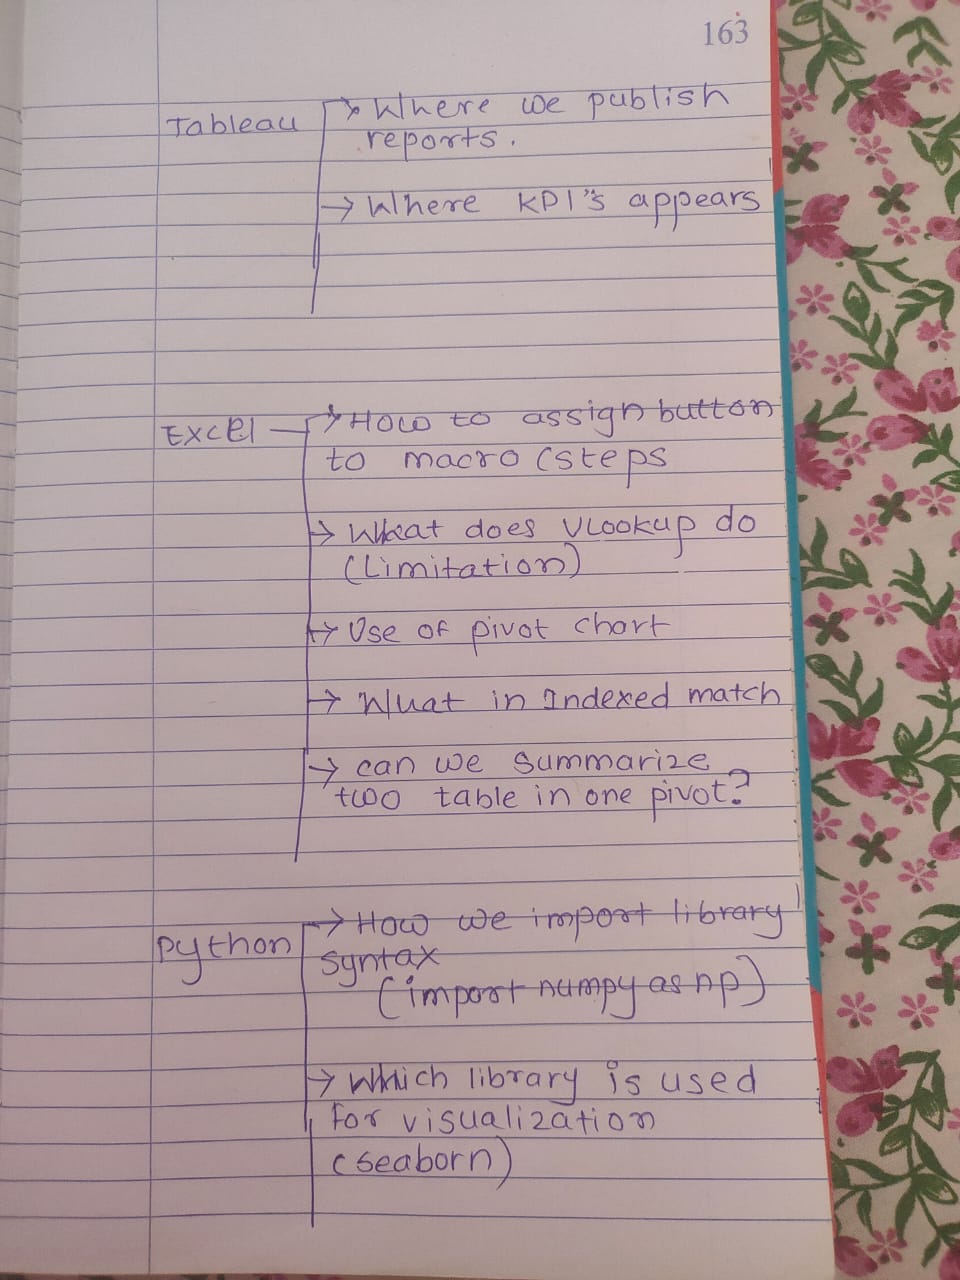 163
Tableau → Where we publish
reports.
→ Where KPI's appears
Excel → How to assign button
to macro (steps
→ What does VLookup do
(Limitation)
→ Use of pivot chart
→ What in Indexed match
→ can we summarize
two table in one pivot?
python → How we import library
syntax
(import numpy as np)
→ Which library is used
for visualization
(seaborn)